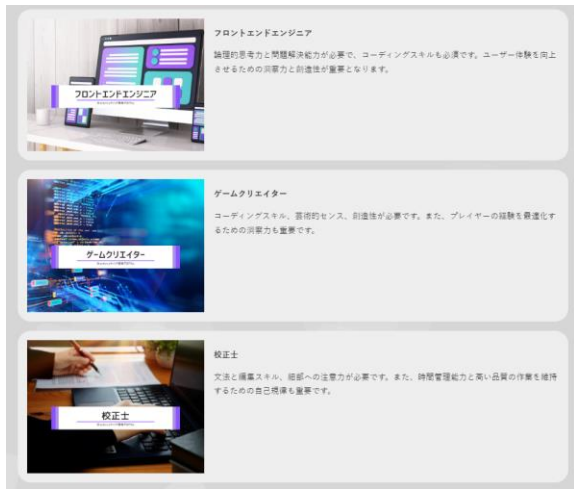 フロントエンドエンジニア
フロントエンドエンジニア
論理的思考力と問題解決能力が必要で、コーディングスキルも必須です。ユーザー体験を向上
させるための洞察力と創造性が重要となります。
ゲームクリエイター
ゲームクリエイター
コーディングスキル、芸術的センス、創造性が必要です。また、プレイヤーの経験を最適化す
るための洞察力も重要です。
校正士
校正士
文法と編集スキル、細部への注意力が必要です。また、時間管理能力と高い品質の作業を維持
するための自己規律も重要です。